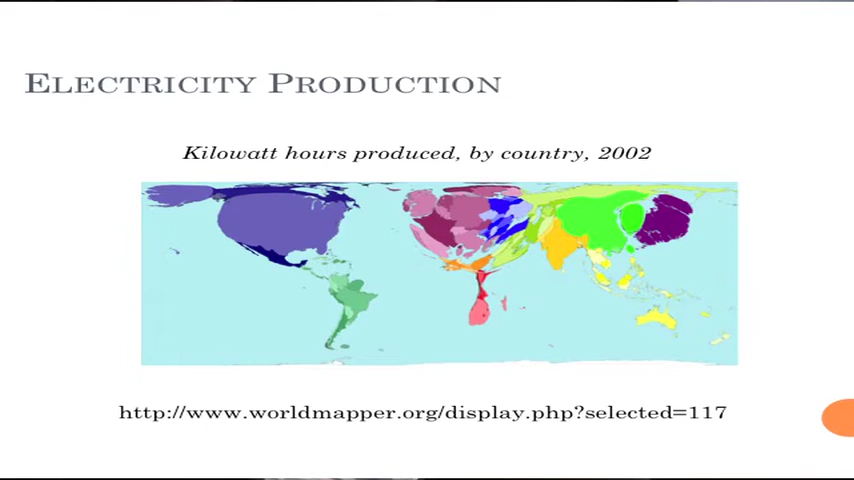 Electricity Production
Kilowatt hours produced, by country, 2002
http://www.worldmapper.org/display.php?selected=117